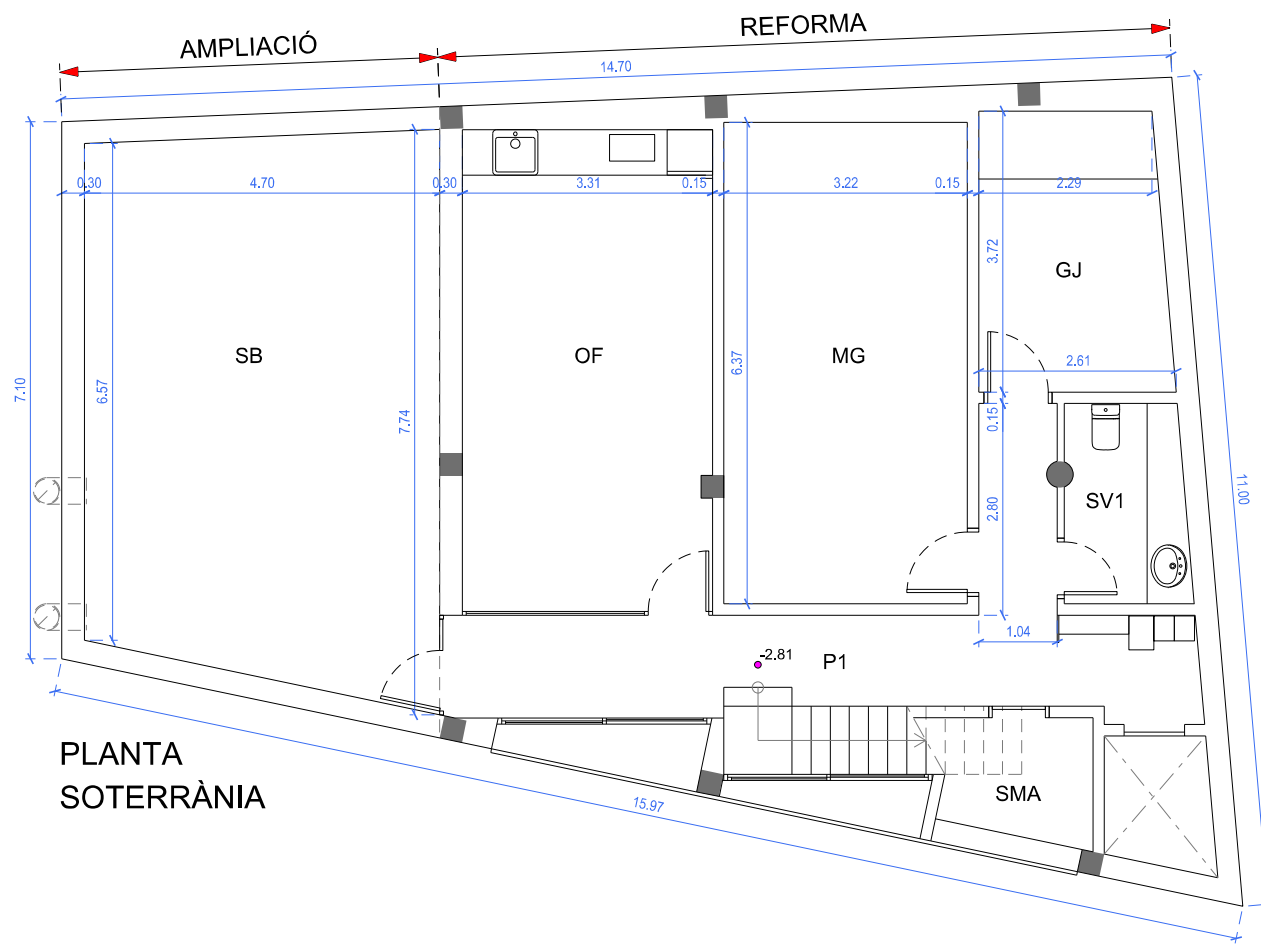 REFORMA
AMPLIACIÓ
14.70
0.30
4.70
0.30
3.31
0.15
3.22
0.15
2.29
3.72
GJ
SB
OF
MG
6.37
2.61
7.10
6.57
7.74
0.15
11.00
2.80
SV1
1.04
-2.81
P1
PLANTA
SOTERRÀNIA
15.97
SMA